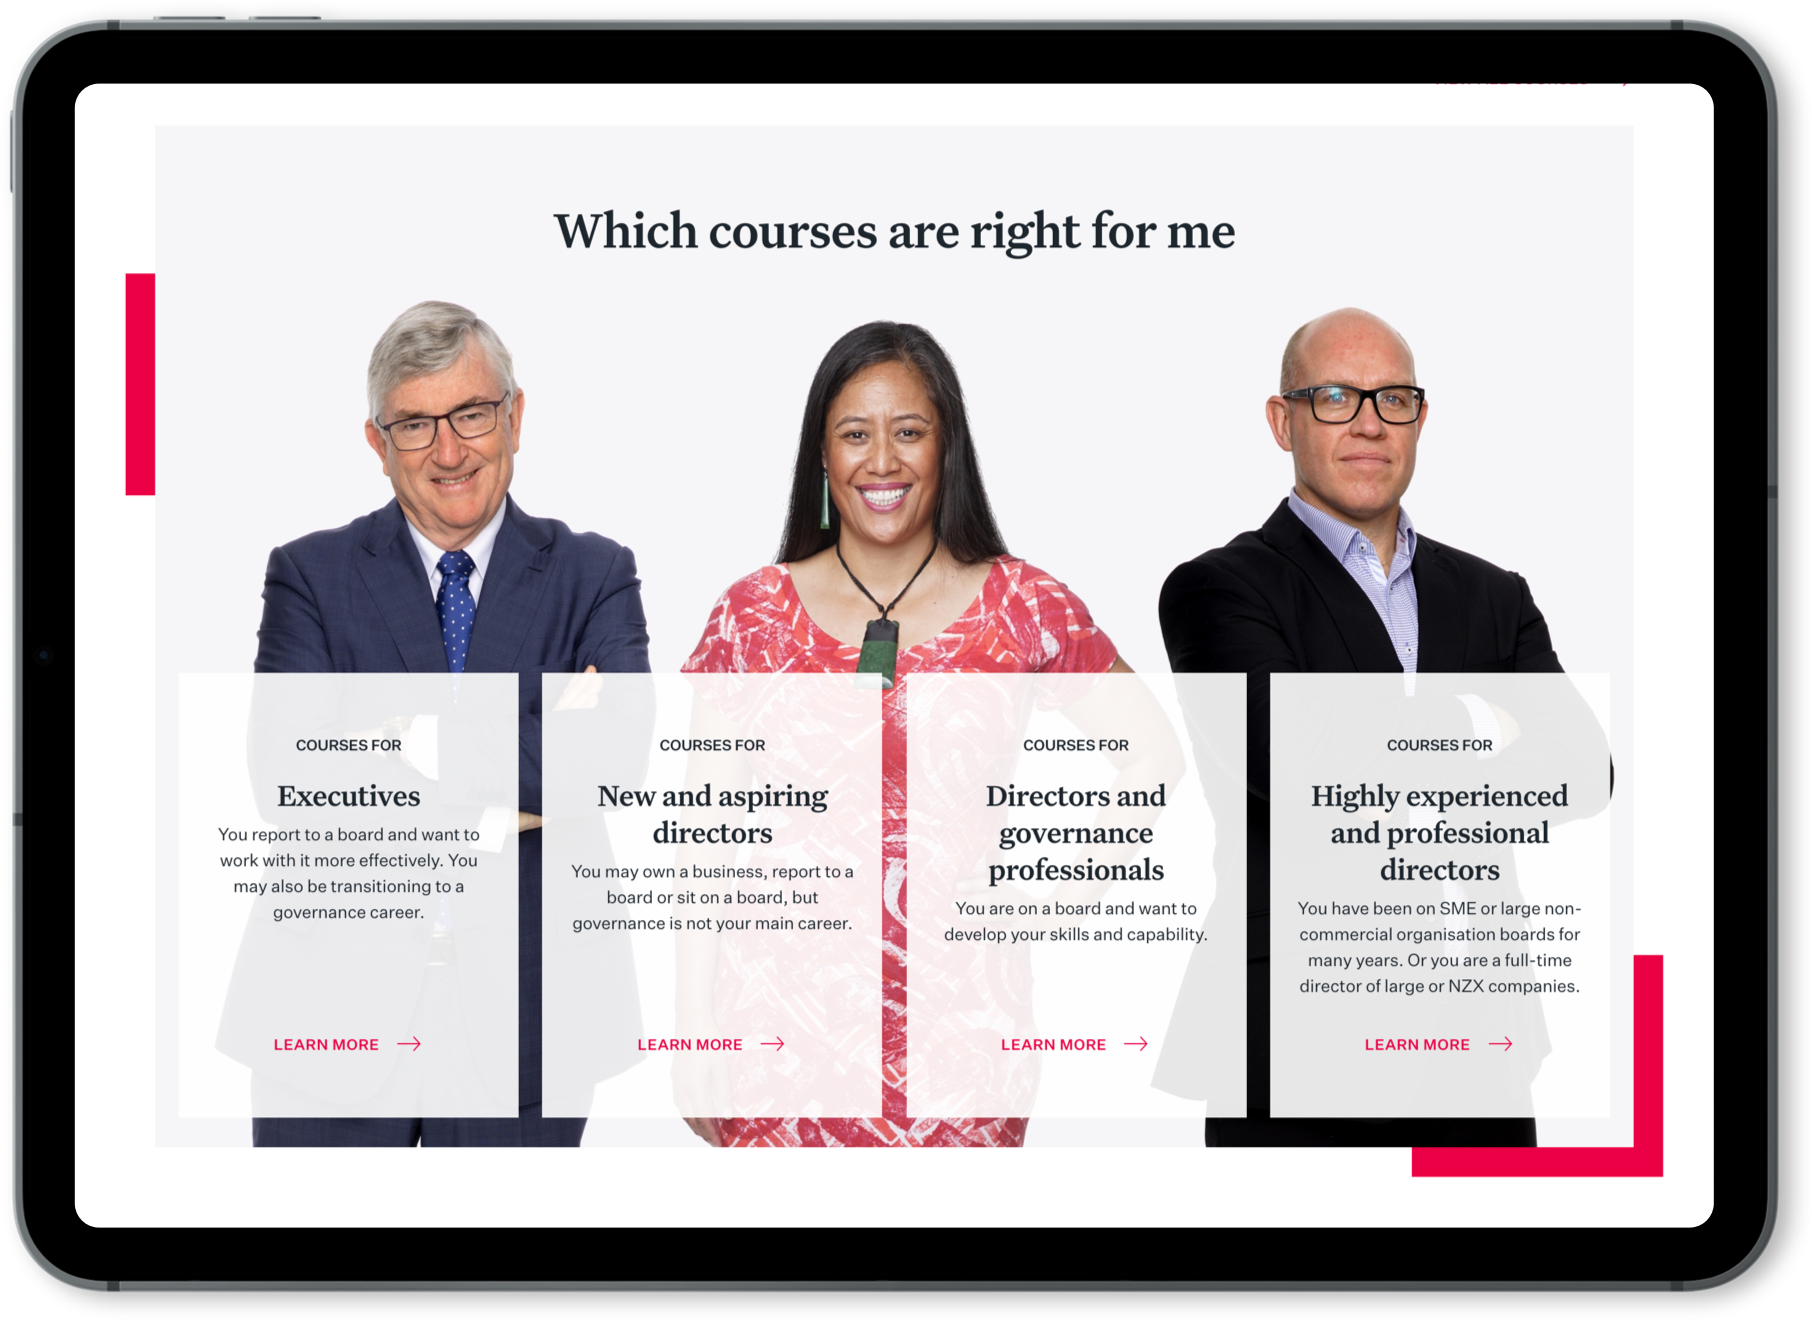 Which courses are right for me
COURSES FOR
Executives
You report to a board and want to
work with it more effectively. You
may also be transitioning to a
governance career.
LEARN MORE
COURSES FOR
New and aspiring
directors
You may own a business, report to a
board or sit on a board, but
governance is not your main career.
LEARN MORE
COURSES FOR
Directors and
governance
professionals
You are on a board and want to
develop your skills and capability.
LEARN MORE
COURSES FOR
Highly experienced
and professional
directors
You have been on SME or large non-
commercial organisation boards for
many years. Or you are a full-time
director of large or NZX companies.
LEARN MORE